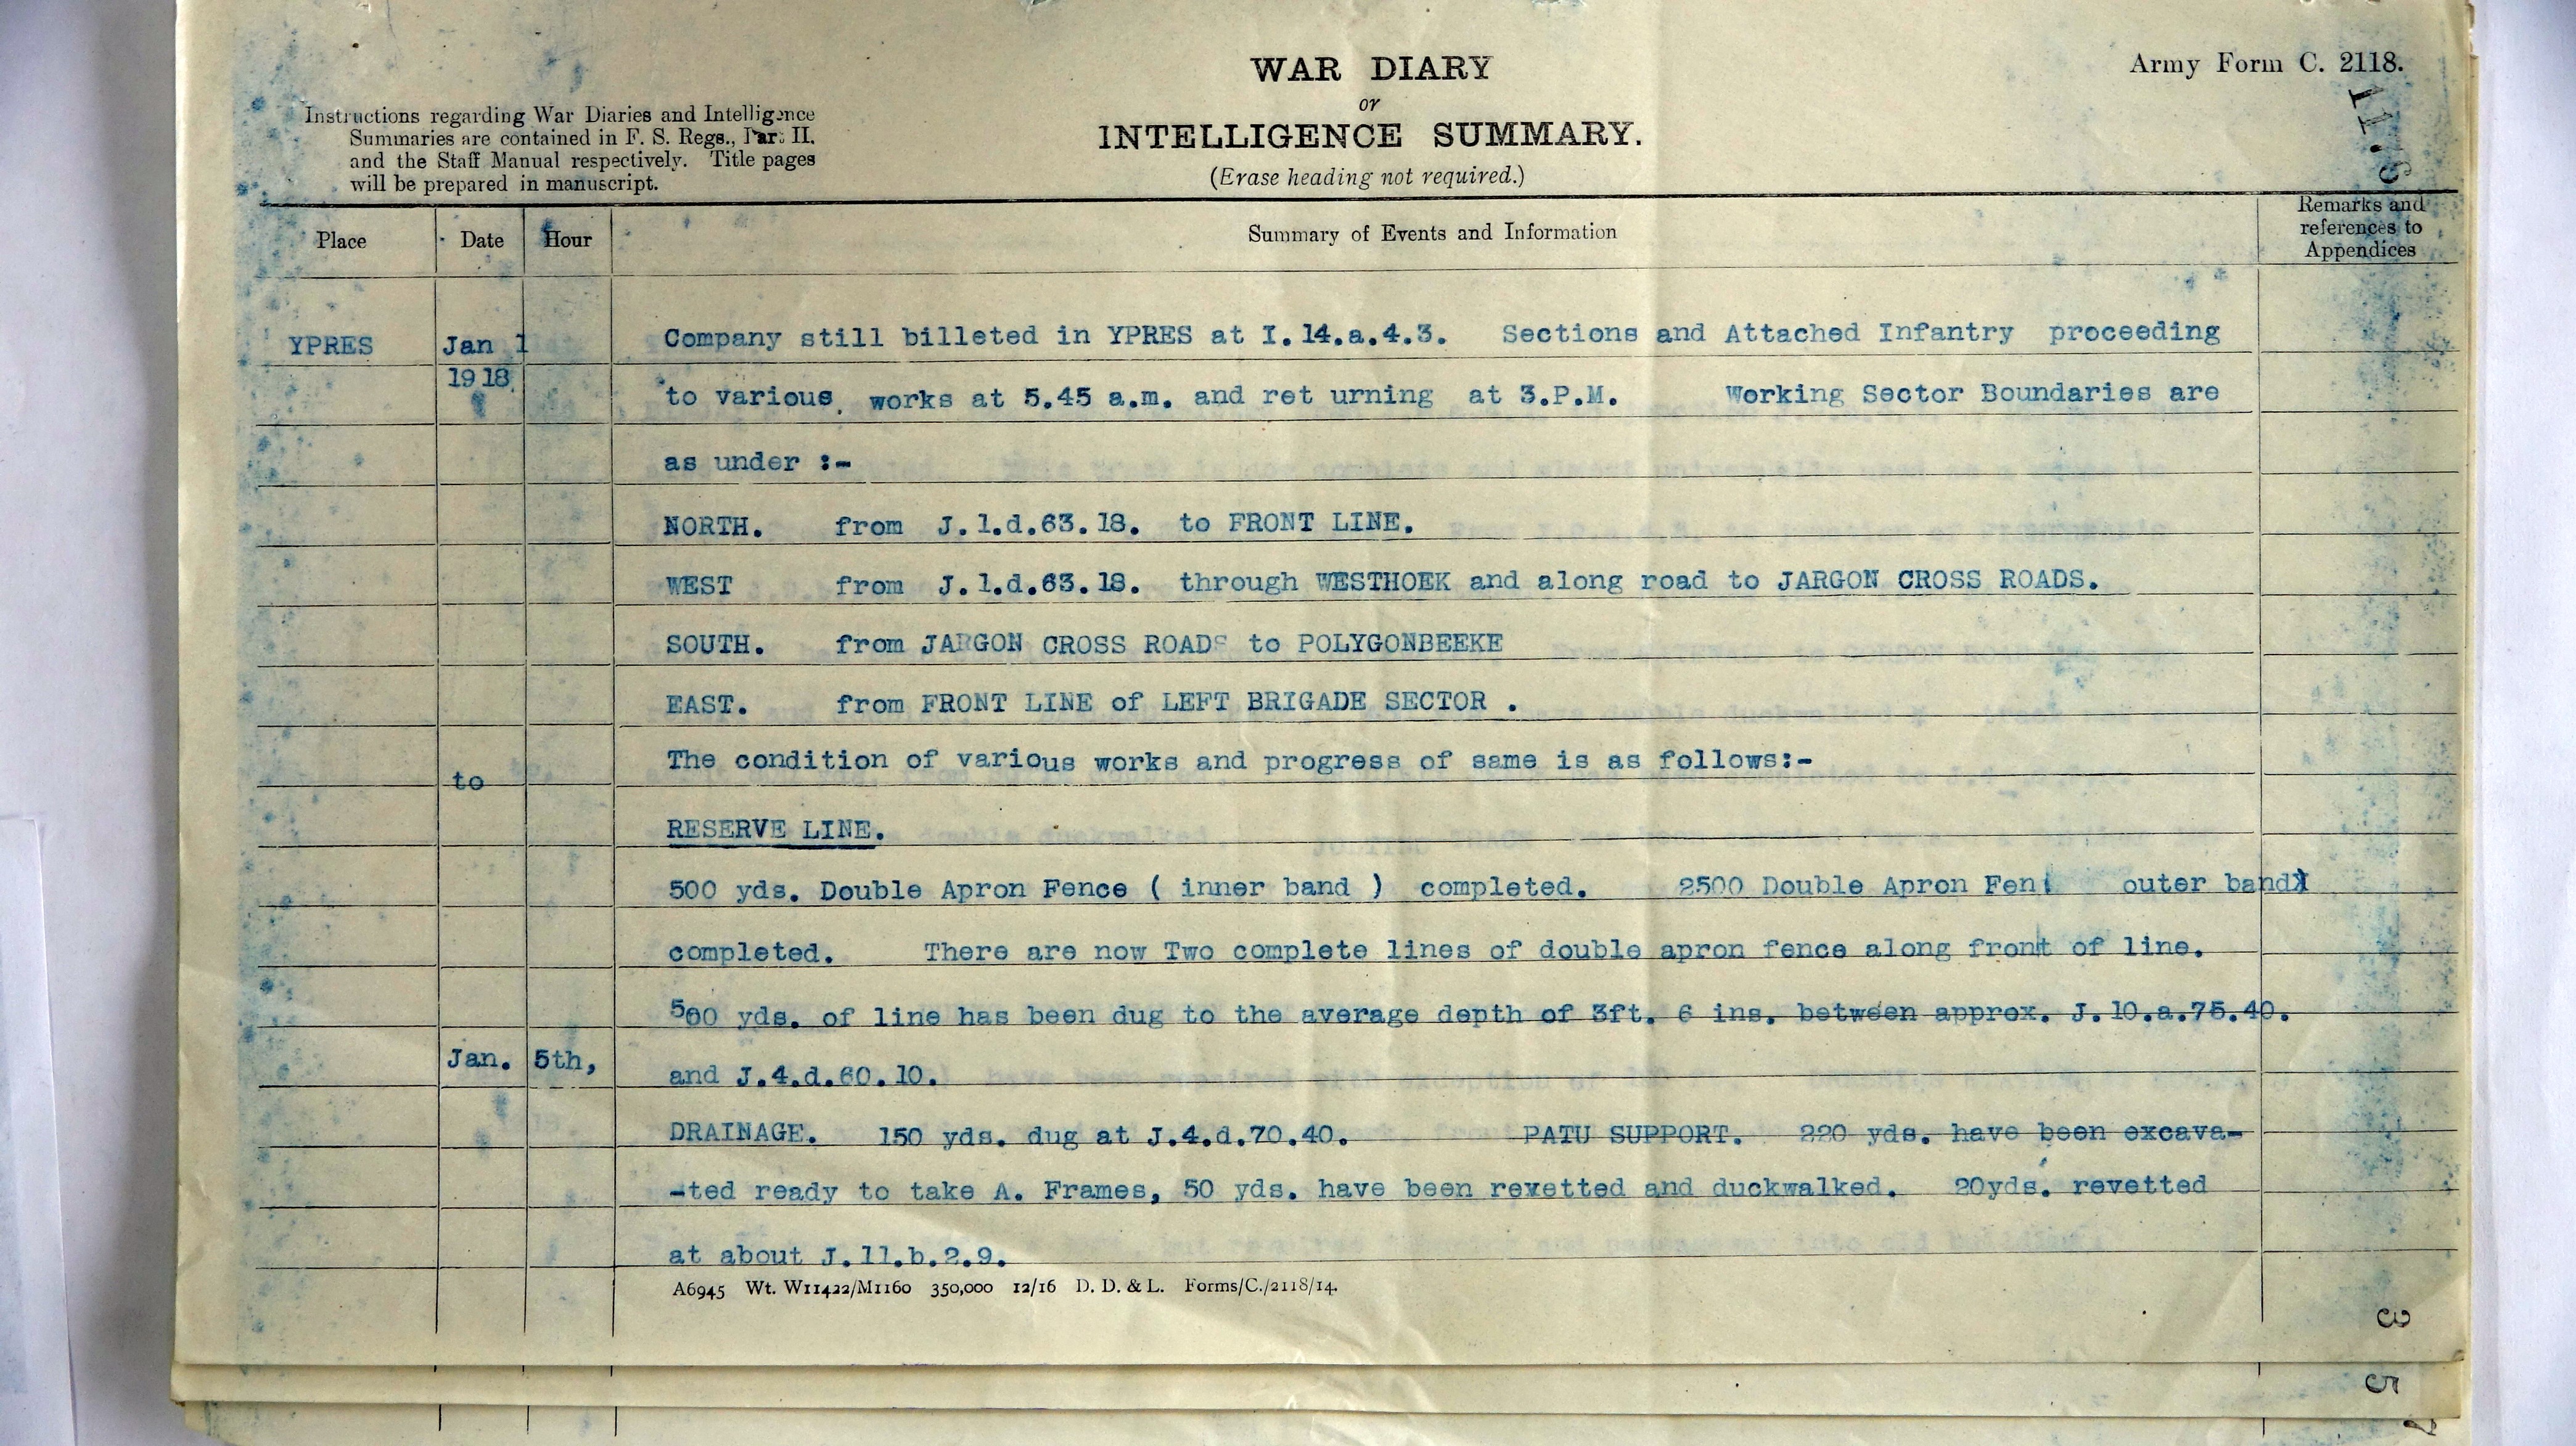 WAR DIARY
or
INTELLIGENCE SUMMARY.
(Erase heading not required.)
Army Form C. 2118.
Instructions regarding War Diaries and Intelligence
Summaries are contained in F. S. Regs., Part II.
and the Staff Manual respectively. Title pages
will be prepared in manuscript.
Place Date Hour Summary of Events and Information Remarks and
references to
Appendices
YPRES Jan 1 Company still billeted in YPRES at I.14.a.4.3. Sections and Attached Infantry proceeding
1918, to various works at 5.45 a.m. and ret urning at 3.P.M. Working Sector Boundaries are
as under :-
NORTH. from J.1.d.63.18. to FRONT LINE.
WEST from J.1.d.63.18. through WESTHOEK and along road to JARGON CROSS ROADS.
SOUTH. from JARGON CROSS ROADS to POLYGONBEEKE
EAST. from FRONT LINE of LEFT BRIGADE SECTOR .
The condition of various works and progress of same is as follows:-
to
RESERVE LINE.
500 yds. Double Apron Fence ( inner band ) completed. 2500 Double Apron Fen outer band)
completed. There are now Two complete lines of double apron fence along front of line.
500 yds. of line has been dug to the average depth of 3ft. 6 ins. between approx. J.10.a.75.40.
Jan. 5th, and J.4.d.60.10.
DRAINAGE. 150 yds. dug at J.4.d.70.40. PATU SUPPORT. 220 yds. have been excava-
-ted ready to take A. Frames, 50 yds. have been revetted and duckwalked. 20yds. revetted
at about J.11.b.2.9.
A6945 Wt. W11422/M1160 350,000 12/16 D. D. & L. Forms/C./2118/14.
3
5